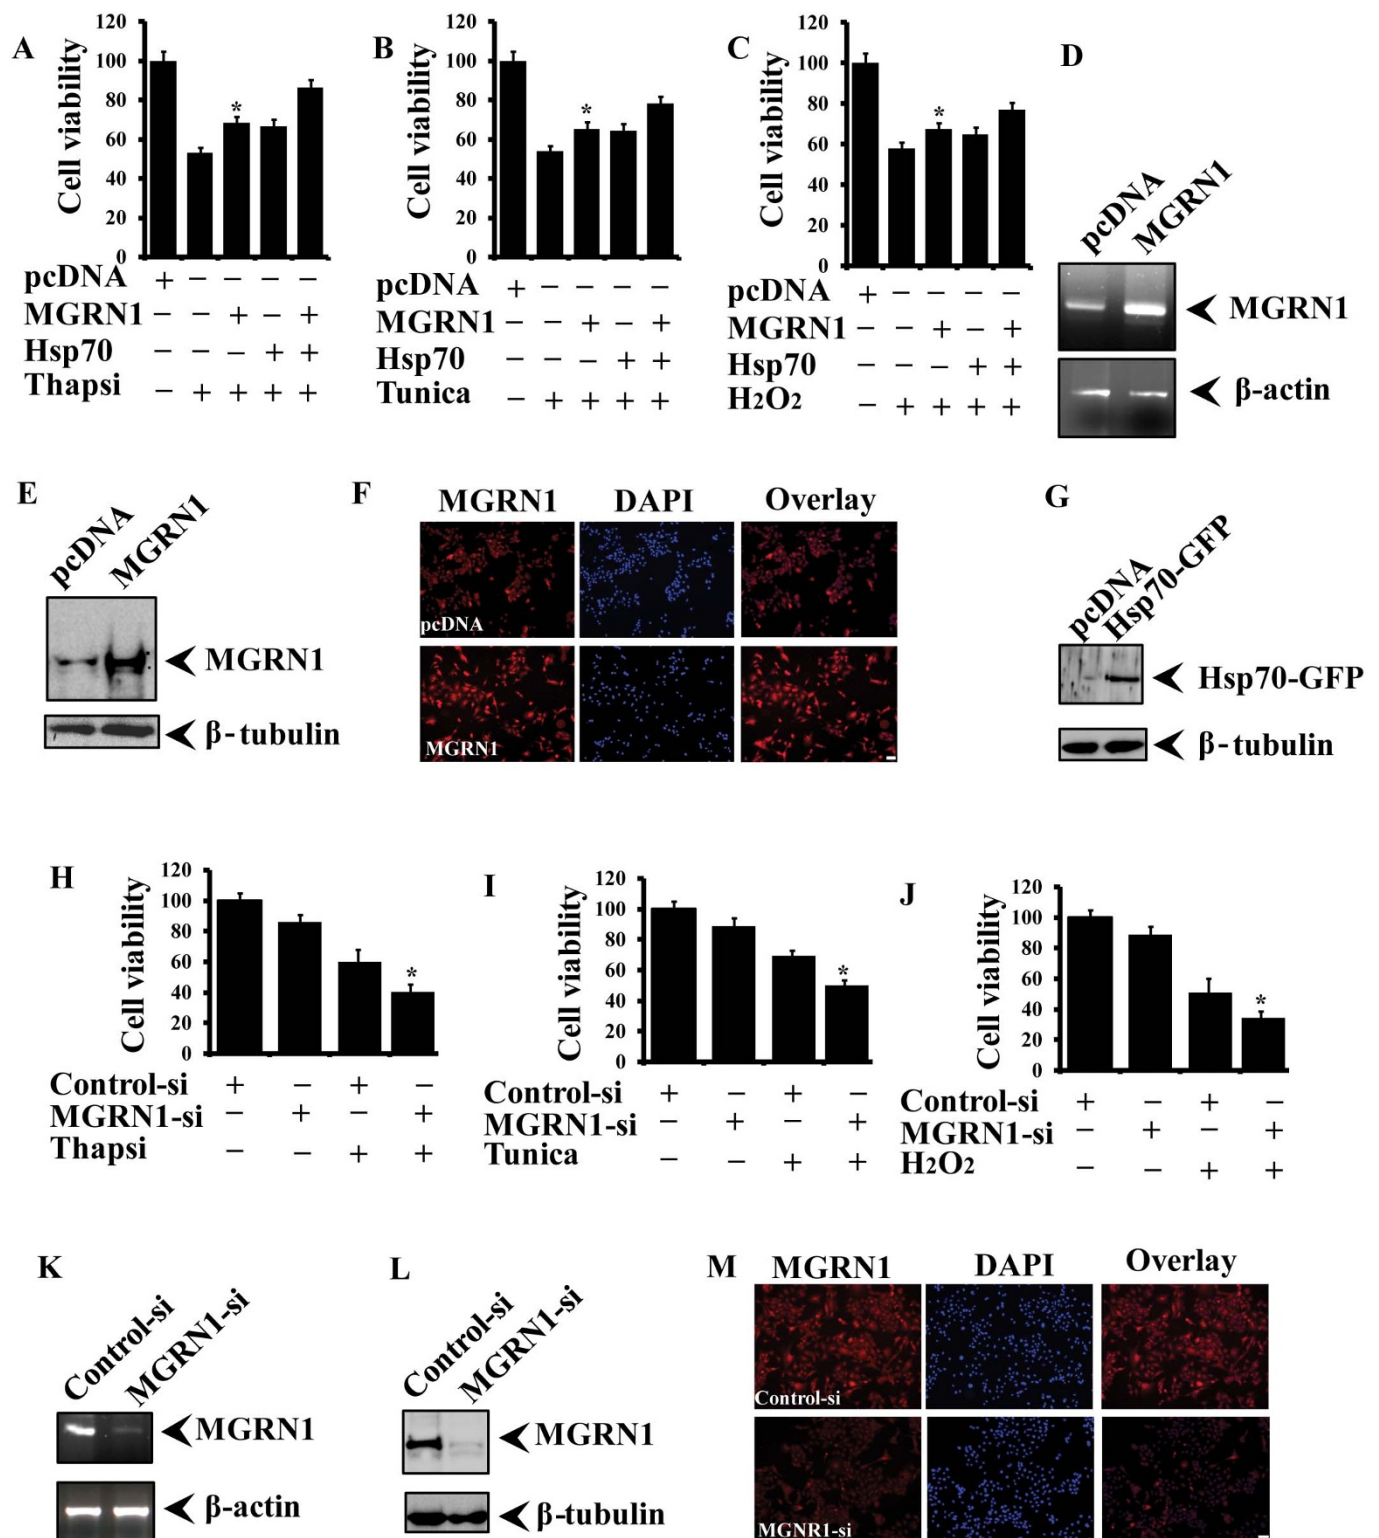 A
120
100
80
60
40
20
0
Cell viability
pcDNA + – – – –
MGRN1 – – + – +
Hsp70 – – – + +
Thapsi – + + + +
B
120
100
80
60
40
20
0
Cell viability
pcDNA + – – – –
MGRN1 – – + – +
Hsp70 – – – + +
Tunica – + + + +
C
120
100
80
60
40
20
0
Cell viability
pcDNA + – – – –
MGRN1 – – + – +
Hsp70 – – – + +
H2O2 – + + + +
*
*
*
D
pcDNA
MGRN1
MGRN1
β-actin
E
pcDNA
MGRN1
MGRN1
β-tubulin
F
MGRN1 DAPI Overlay
pcDNA
MGRN1
G
pcDNA
Hsp70-GFP
Hsp70-GFP
β-tubulin
H
120
100
80
60
40
20
0
Cell viability
*
Control-si + – + –
MGRN1-si – + – +
Thapsi – – + +
I
120
100
80
60
40
20
0
Cell viability
*
Control-si + – + –
MGRN1-si – + – +
Tunica – – + +
J
120
100
80
60
40
20
0
Cell viability
*
Control-si + – + –
MGRN1-si – + – +
H2O2 – – + +
K
Control-si
MGRN1-si
MGRN1
β-actin
L
Control-si
MGRN1-si
MGRN1
β-tubulin
M
MGRN1 DAPI Overlay
Control-si
MGNR1-si